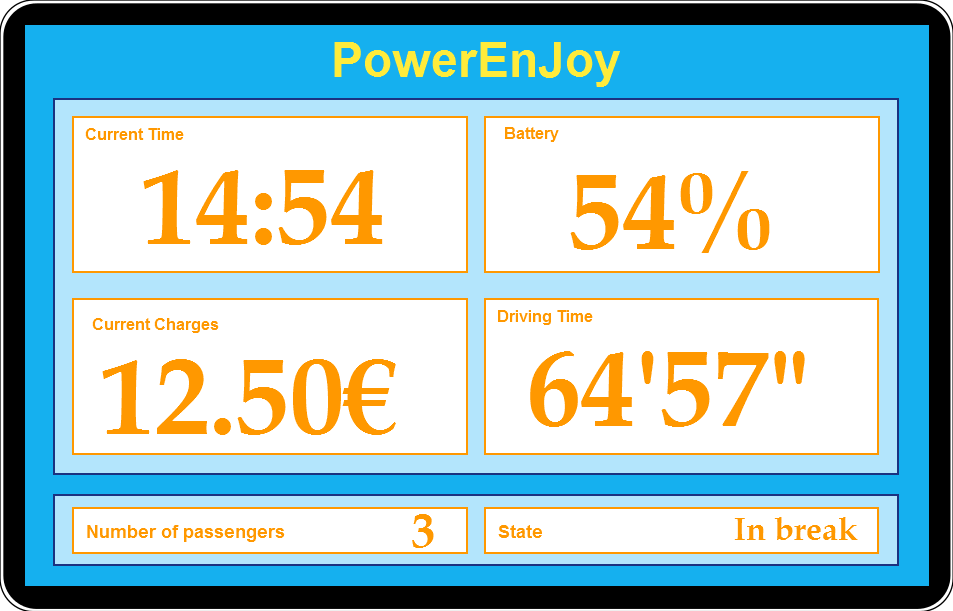 PowerEnJoy
Current Time
14:54
Battery
54%
Current Charges
12.50€
Driving Time
64'57"
Number of passengers 3
State In break